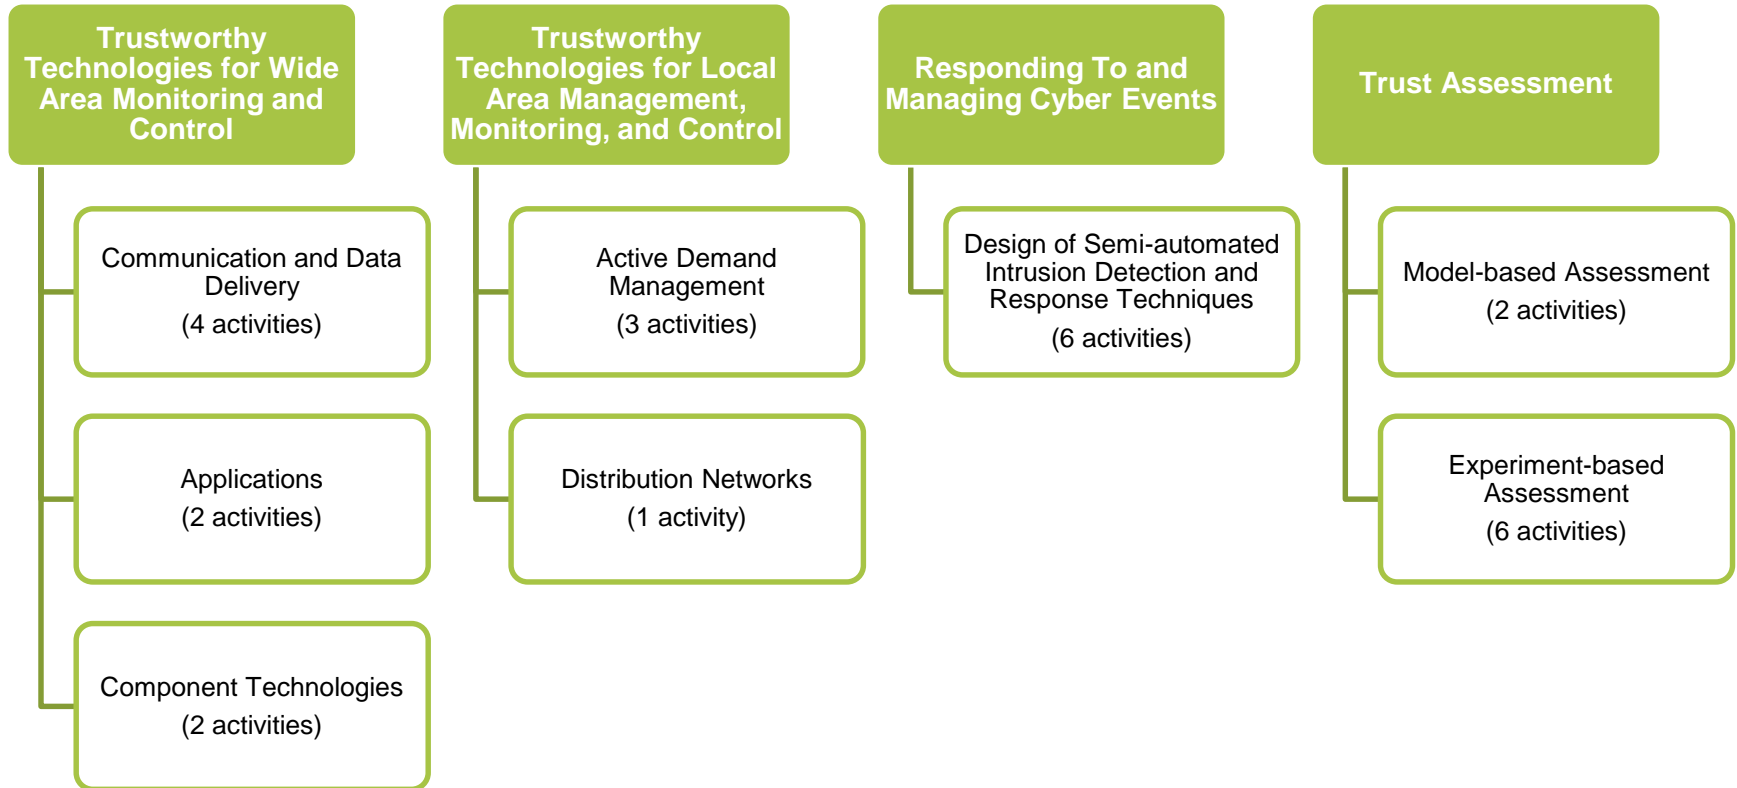 Trustworthy
Technologies for Wide
Area Monitoring and
Control
Communication and Data
Delivery
(4 activities)
Applications
(2 activities)
Component Technologies
(2 activities)
Trustworthy
Technologies for Local
Area Management,
Monitoring, and Control
Active Demand
Management
(3 activities)
Distribution Networks
(1 activity)
Responding To and
Managing Cyber Events
Design of Semi-automated
Intrusion Detection and
Response Techniques
(6 activities)
Trust Assessment
Model-based Assessment
(2 activities)
Experiment-based
Assessment
(6 activities)